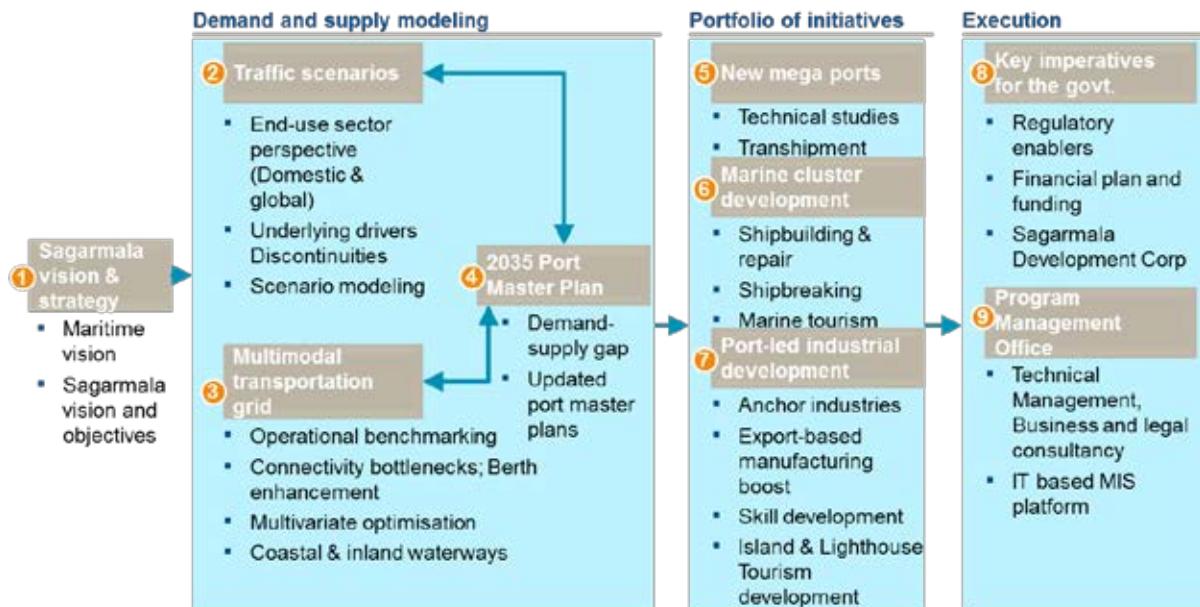 Demand and supply modeling
Portfolio of initiatives
Execution
1
Sagarmala
vision &
strategy
Maritime
vision
Sagarmala
vision and
objectives
2
Traffic scenarios
End-use sector
perspective
(Domestic &
global)
Underlying drivers
Discontinuities
Scenario modeling
3
Multimodal
transportation
grid
Operational benchmarking
Connectivity bottlenecks; Berth
enhancement
Multivariate optimisation
Coastal & inland waterways
4
2035 Port
Master Plan
Demand-
supply gap
Updated
port master
plans
5
New mega ports
Technical studies
Transhipment
6
Marine cluster
development
Shipbuilding &
repair
Shipbreaking
Marine tourism
7
Port-led industrial
development
Anchor industries
Export-based
manufacturing
boost
Skill development
Island & Lighthouse
Tourism
development
8
Key imperatives
for the govt.
Regulatory
enablers
Financial plan and
funding
Sagarmala
Development Corp
9
Program
Management
Office
Technical
Management,
Business and legal
consultancy
IT based MIS
platform